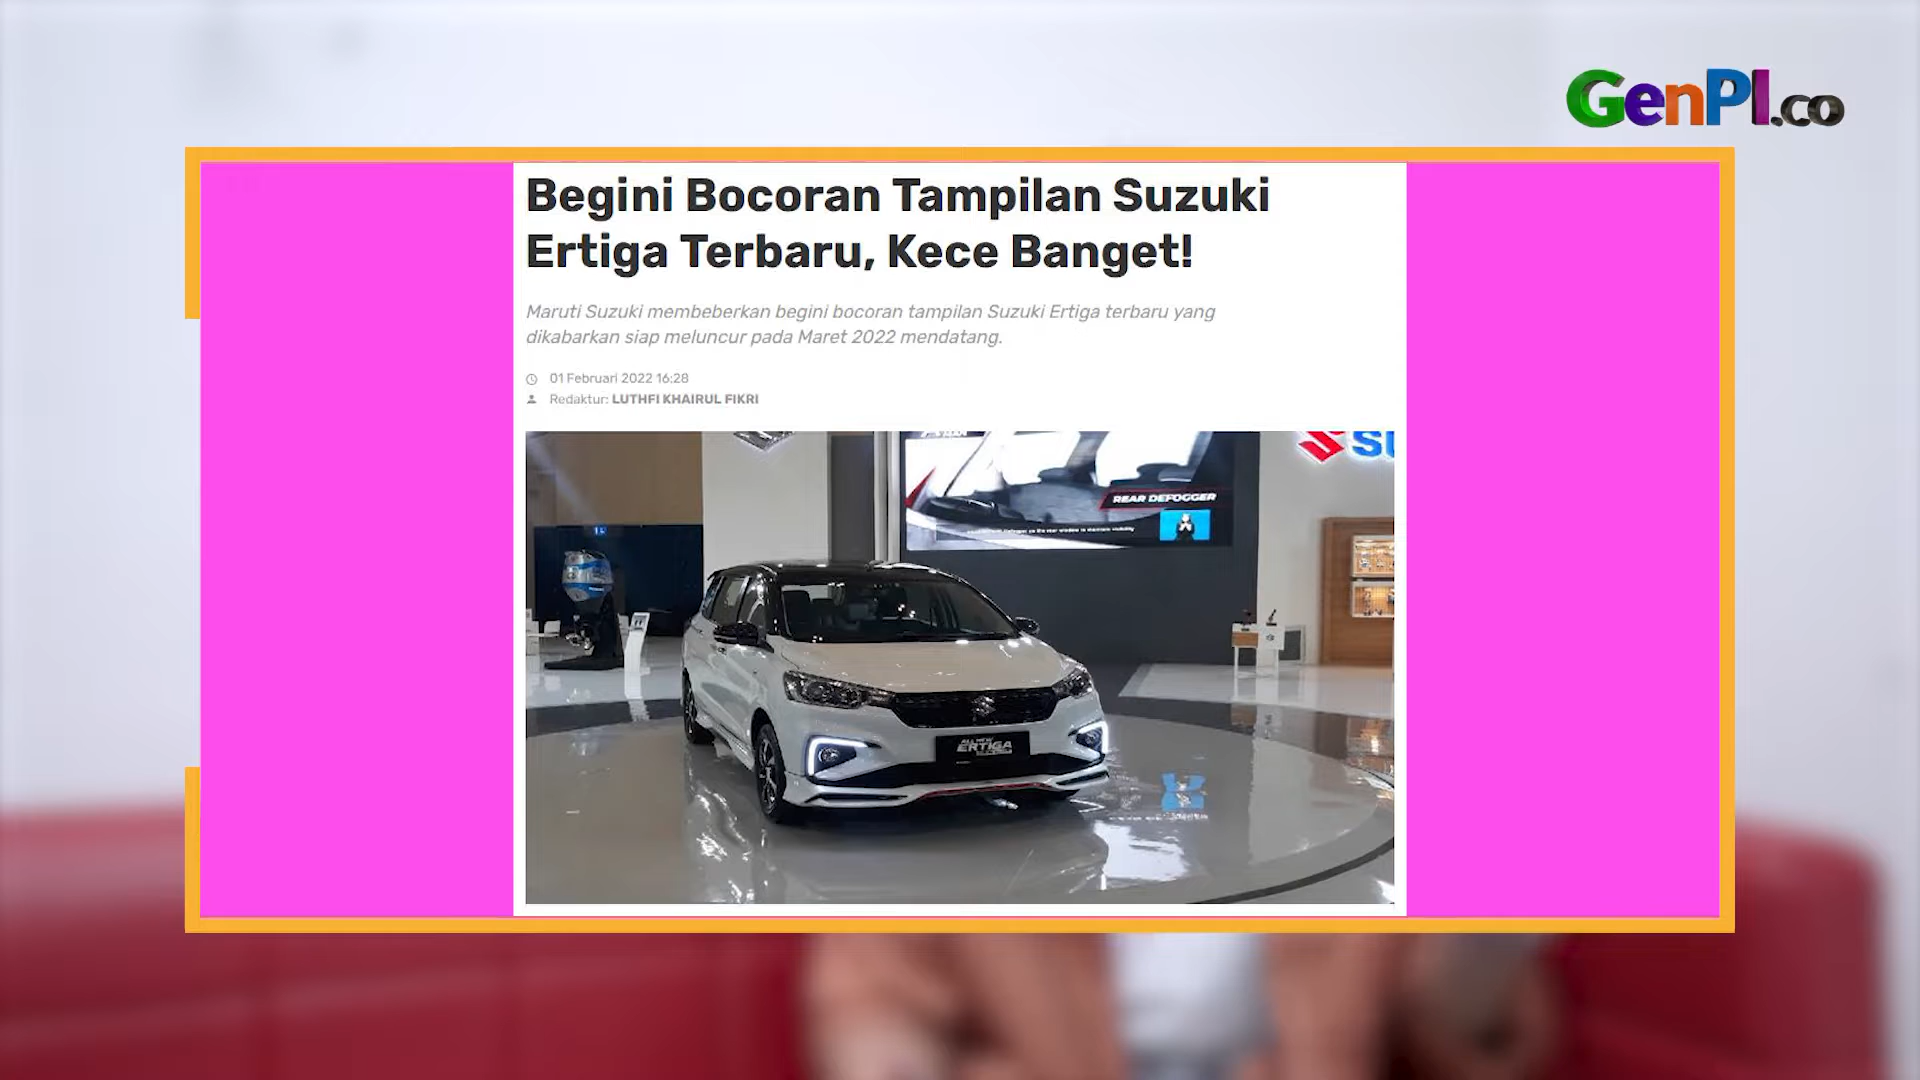 GenPI.co
Begini Bocoran Tampilan Suzuki
Ertiga Terbaru, Kece Banget!
Maruti Suzuki membeberkan begini bocoran tampilan Suzuki Ertiga terbaru yang
dikabarkan siap meluncur pada Maret 2022 mendatang.
01 Februari 2022 16:28
Redaktur: LUTHFI KHAIRUL FIKRI
REAR DEFOGGER
ALL NEW
ERTIGA